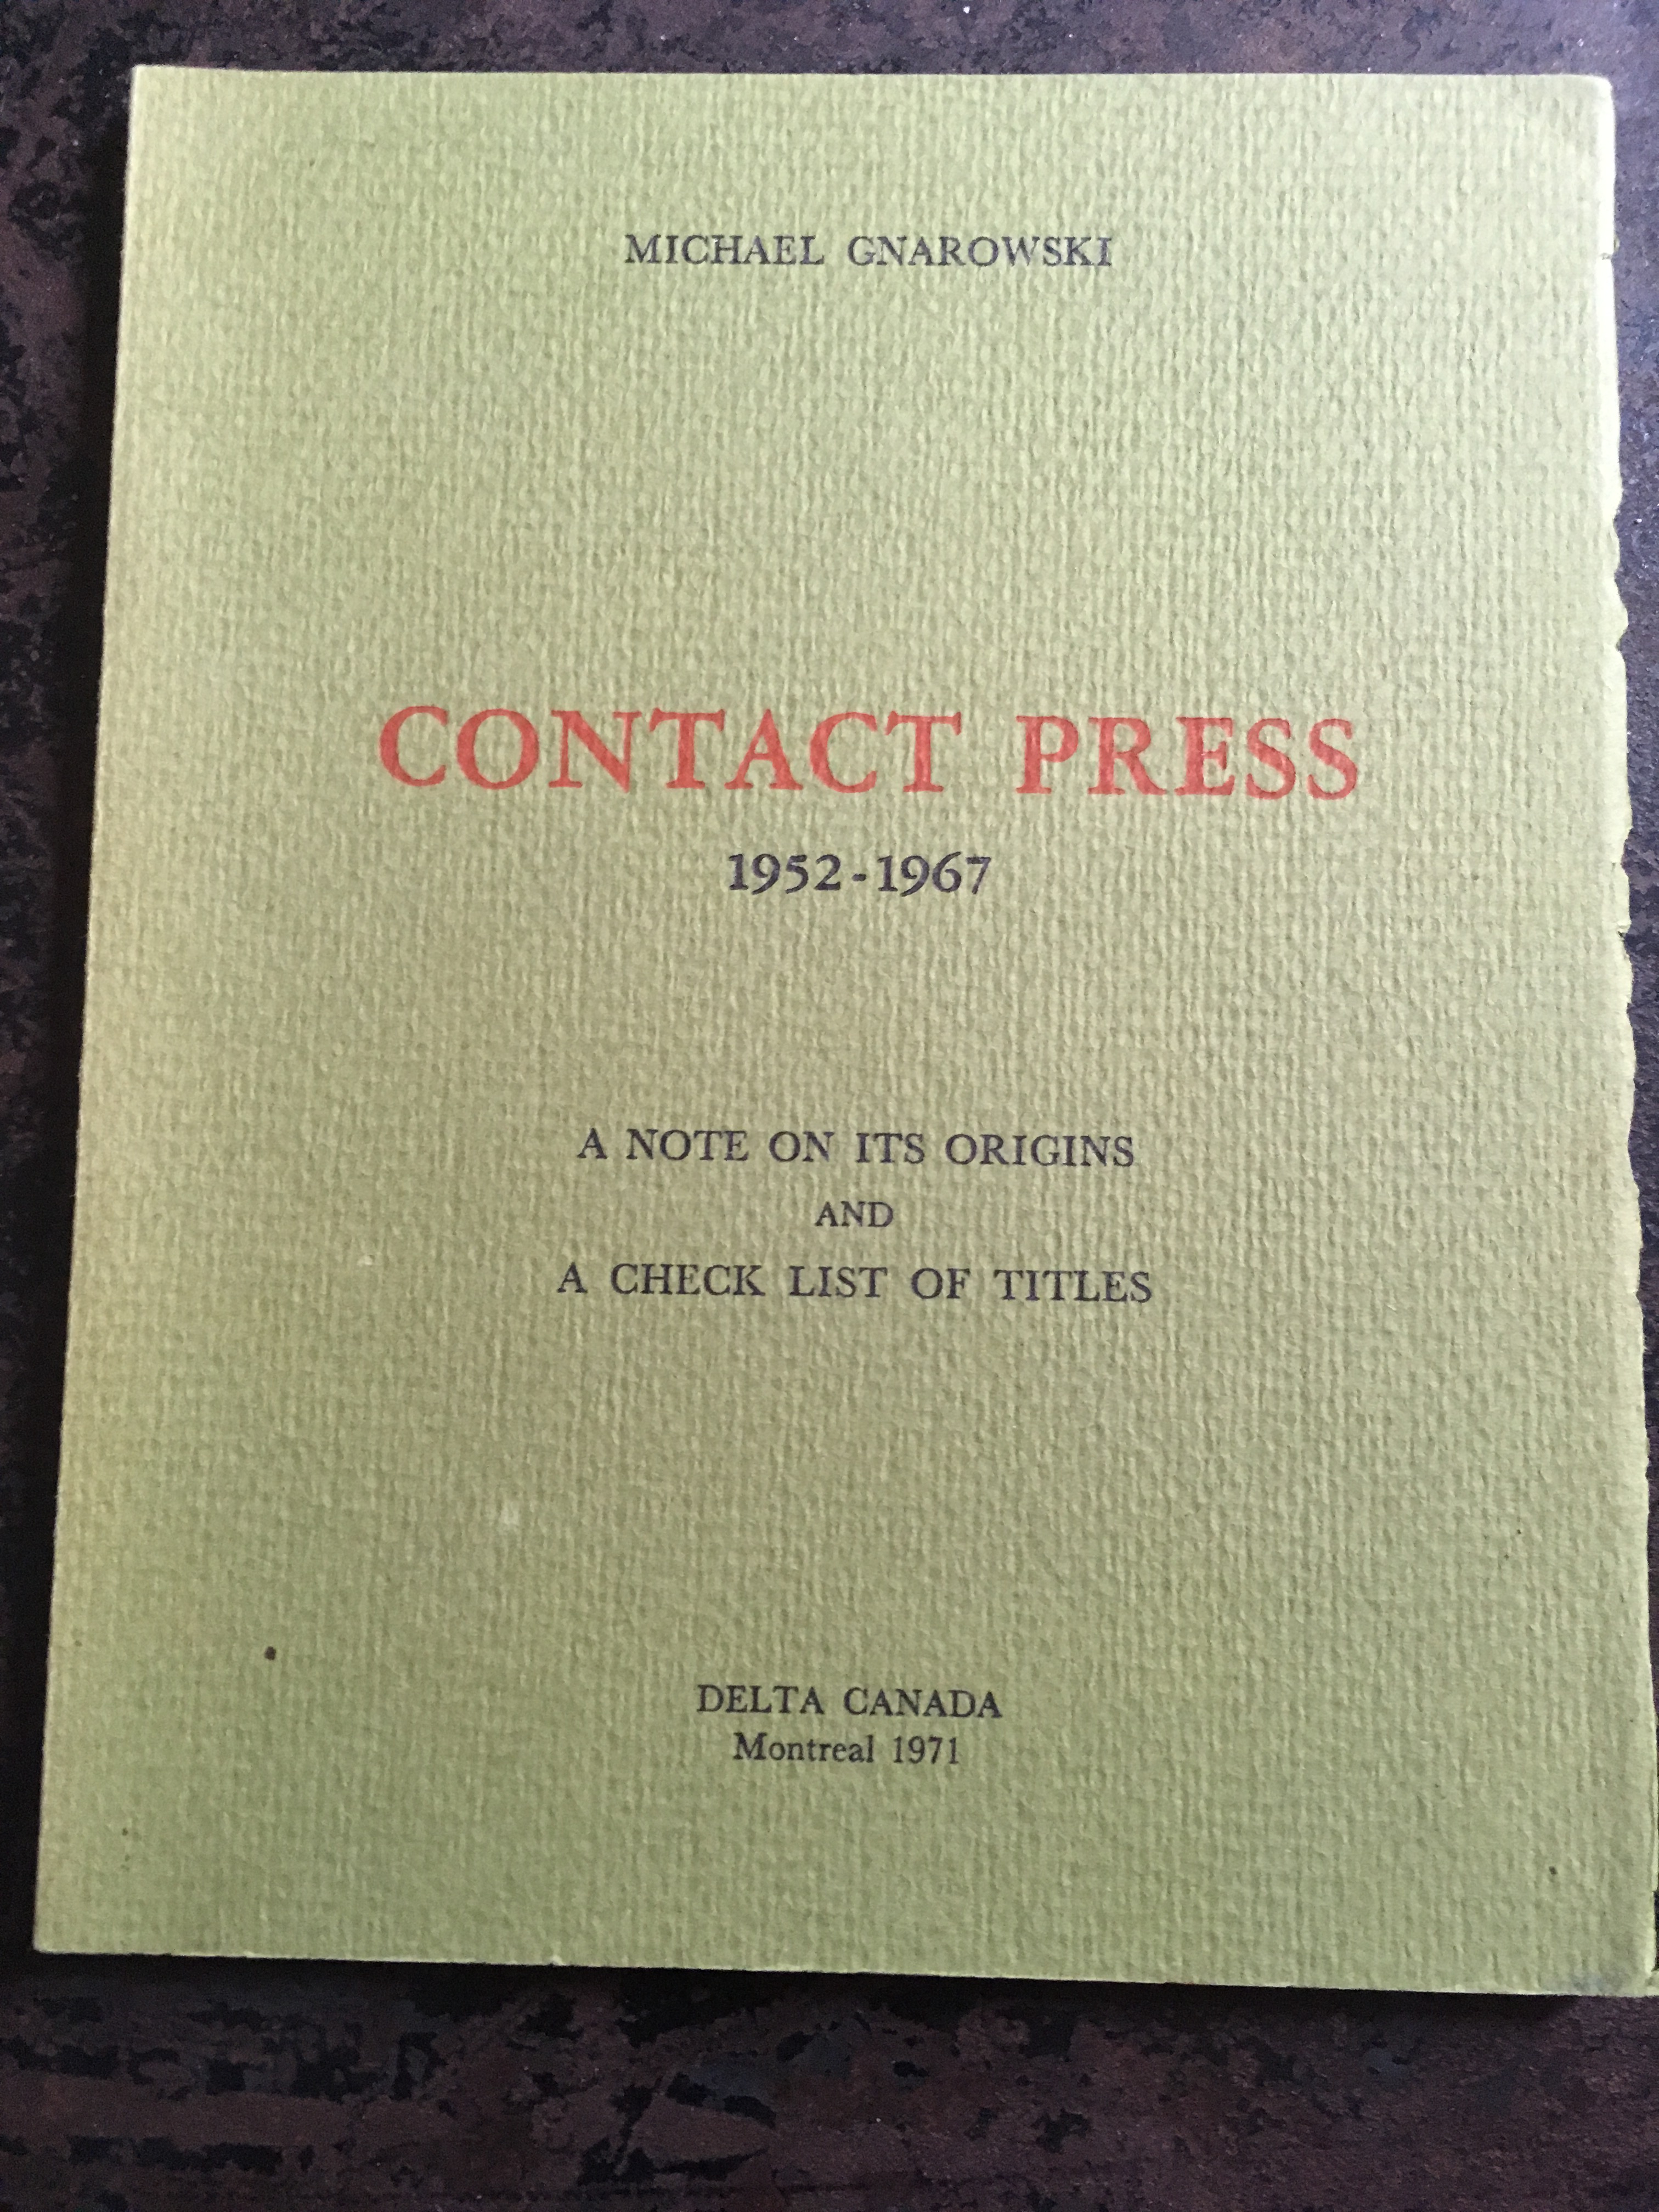 MICHAEL GNAROWSKI
CONTACT PRESS
1952-1967
A NOTE ON ITS ORIGINS
AND
A CHECK LIST OF TITLES
DELTA CANADA
Montreal 1971